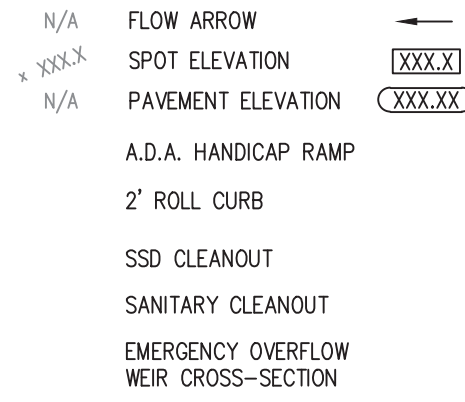 N/A FLOW ARROW
x XXX.X SPOT ELEVATION XXX.X
N/A PAVEMENT ELEVATION XXX.XX
A.D.A. HANDICAP RAMP
2' ROLL CURB
SSD CLEANOUT
SANITARY CLEANOUT
EMERGENCY OVERFLOW
WEIR CROSS-SECTION